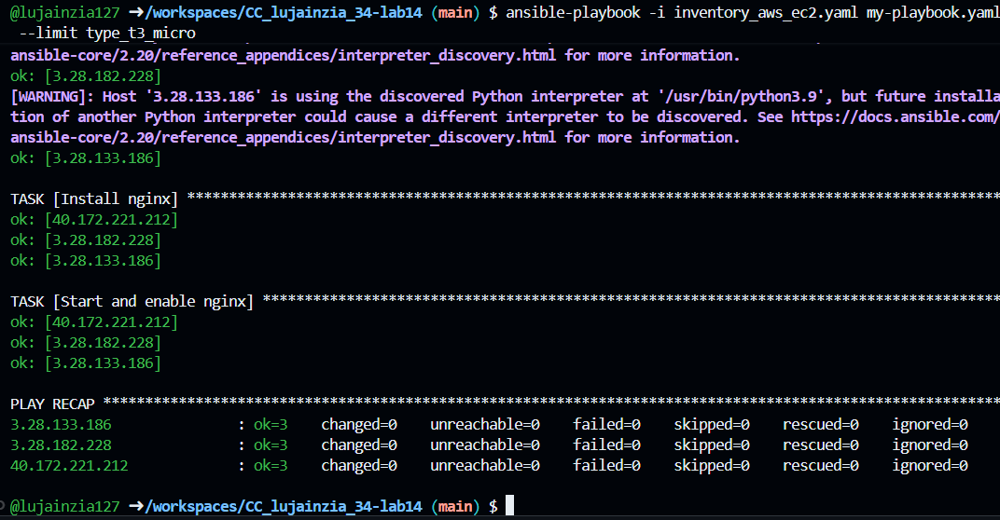 @lujainzia127 ➜/workspaces/CC_lujainzia_34-lab14 (main) $ ansible-playbook -i inventory_aws_ec2.yaml my-playbook.yaml
--limit type_t3_micro
ansible-core/2.20/reference_appendices/interpreter_discovery.html for more information.
ok: [3.28.182.228]
[WARNING]: Host '3.28.133.186' is using the discovered Python interpreter at '/usr/bin/python3.9', but future installa
tion of another Python interpreter could cause a different interpreter to be discovered. See https://docs.ansible.com/
ansible-core/2.20/reference_appendices/interpreter_discovery.html for more information.
ok: [3.28.133.186]
TASK [Install nginx] *************************************************************************************************
ok: [40.172.221.212]
ok: [3.28.182.228]
ok: [3.28.133.186]
TASK [Start and enable nginx] ****************************************************************************************
ok: [40.172.221.212]
ok: [3.28.182.228]
ok: [3.28.133.186]
PLAY RECAP ***********************************************************************************************************
3.28.133.186 : ok=3 changed=0 unreachable=0 failed=0 skipped=0 rescued=0 ignored=0
3.28.182.228 : ok=3 changed=0 unreachable=0 failed=0 skipped=0 rescued=0 ignored=0
40.172.221.212 : ok=3 changed=0 unreachable=0 failed=0 skipped=0 rescued=0 ignored=0
@lujainzia127 ➜/workspaces/CC_lujainzia_34-lab14 (main) $